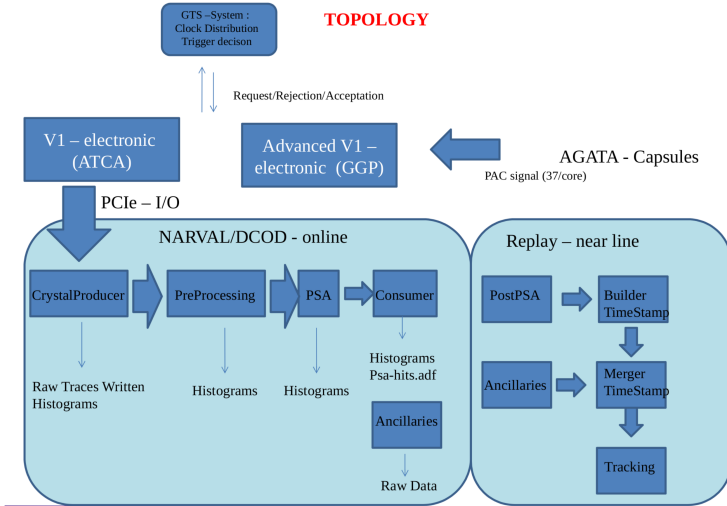 GTS –System :
Clock Distribution
Trigger decison
TOPOLOGY
Request/Rejection/Acceptation
V1 – electronic
(ATCA)
Advanced V1 –
electronic (GGP)
AGATA - Capsules
PAC signal (37/core)
PCIe – I/O
NARVAL/DCOD - online
Replay – near line
CrystalProducer
PreProcessing
PSA
Consumer
PostPSA
Builder
TimeStamp
Raw Traces Written
Histograms
Histograms
Histograms
Histograms
Psa-hits.adf
Ancillaries
Merger
TimeStamp
Ancillaries
Raw Data
Tracking